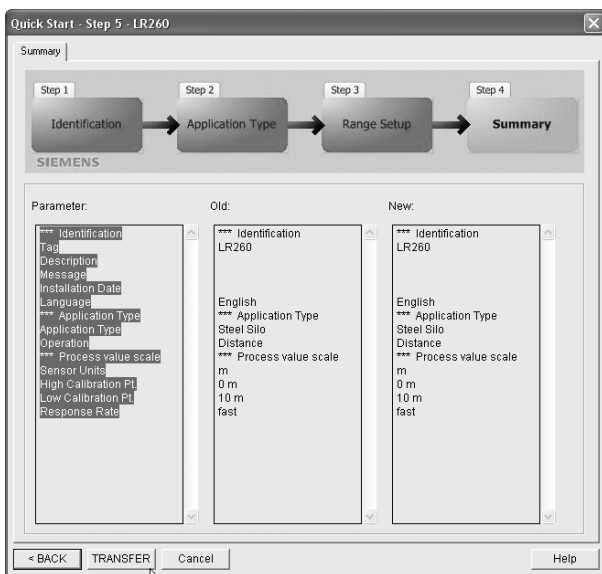 Quick Start - Step 5 - LR260
Summary
Step 1
Step 2
Step 3
Step 4
Identification
Application Type
Range Setup
Summary
SIEMENS
Parameter:
*** Identification
Tag
Description
Message
Installation Date
Language
*** Application Type
Application Type
Operation
*** Process value scale
Sensor Units
High Calibration Pt.
Low Calibration Pt.
Response Rate
Old:
*** Identification
LR260
English
*** Application Type
Steel Silo
Distance
*** Process value scale
m
0 m
10 m
fast
New:
*** Identification
LR260
English
*** Application Type
Steel Silo
Distance
*** Process value scale
m
0 m
10 m
fast
< BACK
TRANSFER
Cancel
Help